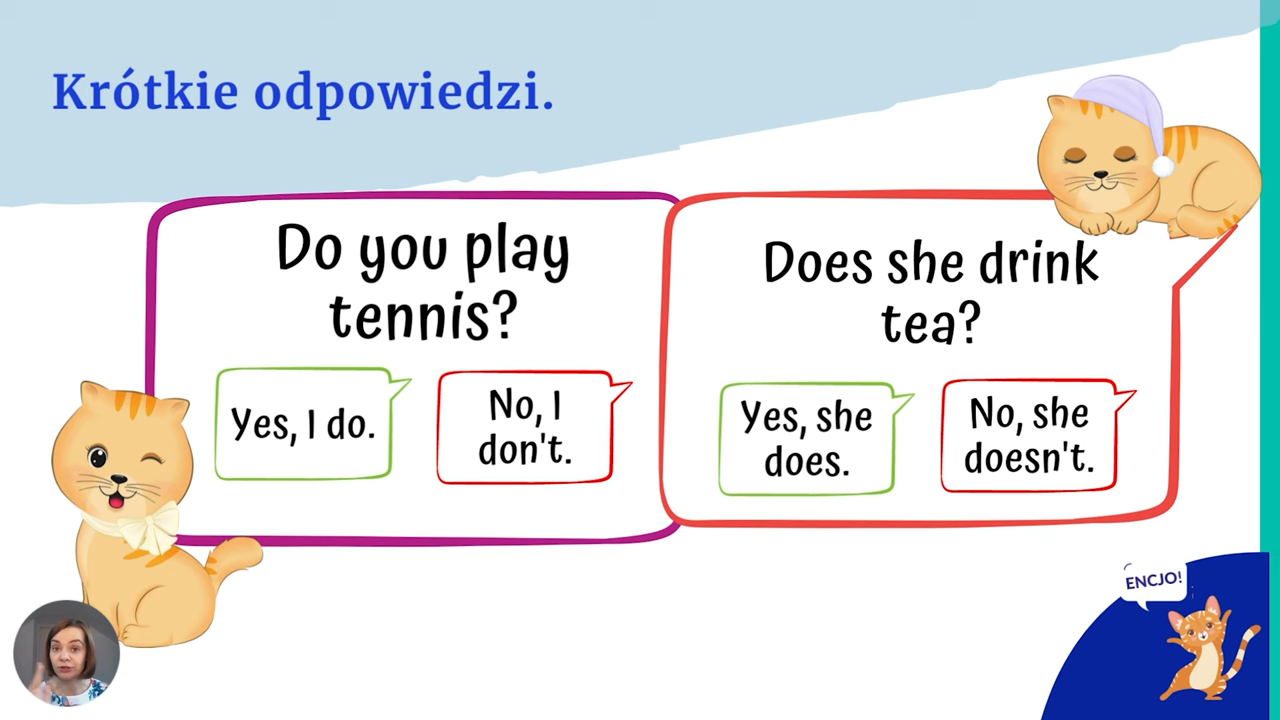 Krótkie odpowiedzi.
Do you play
tennis?
Yes, I do.
No, I
don't.
Does she drink
tea?
Yes, she
does.
No, she
doesn't.
ENCJO!